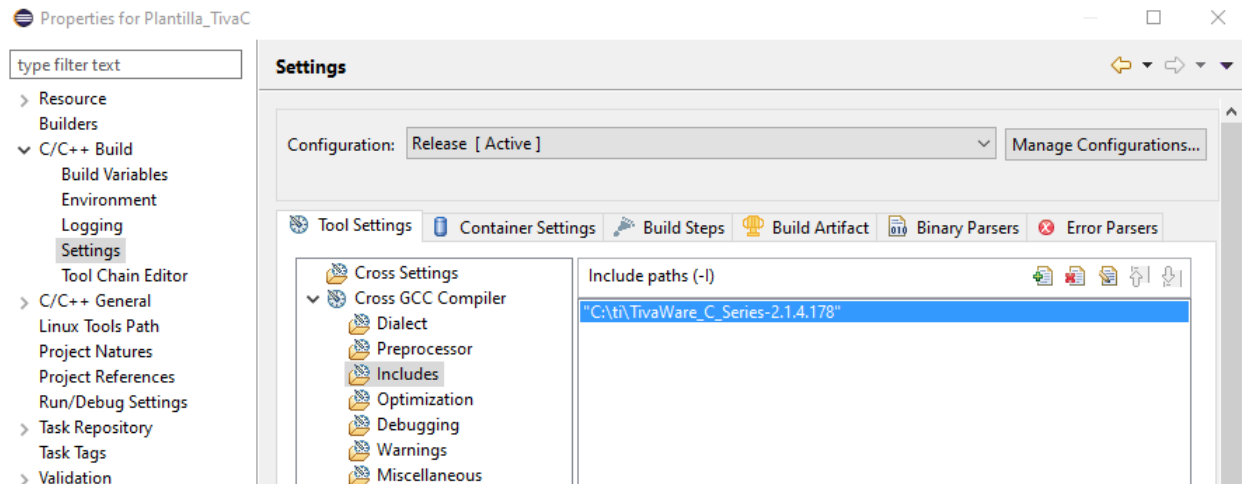 Properties for Plantilla_TivaC
type filter text
Resource
Builders
C/C++ Build
Build Variables
Environment
Logging
Settings
Tool Chain Editor
C/C++ General
Linux Tools Path
Project Natures
Project References
Run/Debug Settings
Task Repository
Task Tags
Validation
Settings
Configuration: Release [ Active ] Manage Configurations...
Tool Settings Container Settings Build Steps Build Artifact Binary Parsers Error Parsers
Cross Settings
Cross GCC Compiler
Dialect
Preprocessor
Includes
Optimization
Debugging
Warnings
Miscellaneous
Include paths (-I)
"C:\ti\TivaWare_C_Series-2.1.4.178"